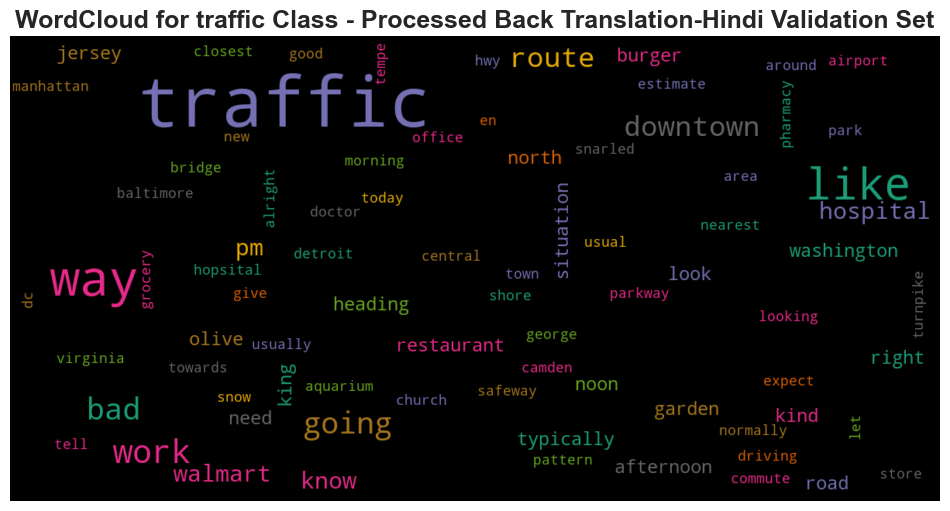 WordCloud for traffic Class - Processed Back Translation-Hindi Validation Set
jersey
closest
good
tempe
hwy
route
burger
around
airport
manhattan
traffic
estimate
pharmacy
new
office
en
downtown
park
bridge
morning
north
snarled
like
baltimore
alright
today
doctor
situation
area
hospital
nearest
pm
detroit
central
usual
washington
way
grocery
hopsital
town
look
dc
give
heading
shore
parkway
turnpike
looking
olive
usually
restaurant
george
right
virginia
towards
king
aquarium
camden
noon
expect
snow
church
safeway
bad
need
going
garden
kind
let
tell
work
typically
normally
walmart
know
pattern
afternoon
driving
commute
road
store